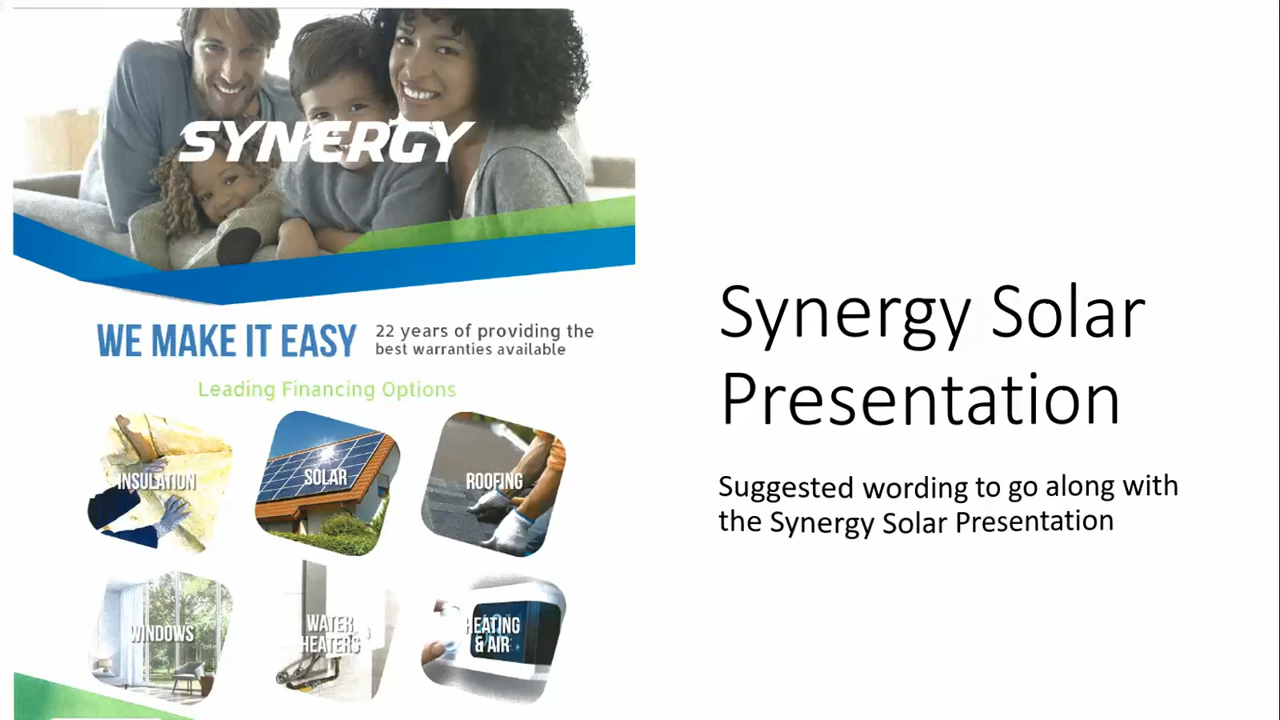 SYNERGY
WE MAKE IT EASY
22 years of providing the
best warranties available
Leading Financing Options
INSULATION
SOLAR
ROOFING
WINDOWS
WATER
HEATERS
HEATING
& AIR
Synergy Solar
Presentation
Suggested wording to go along with
the Synergy Solar Presentation